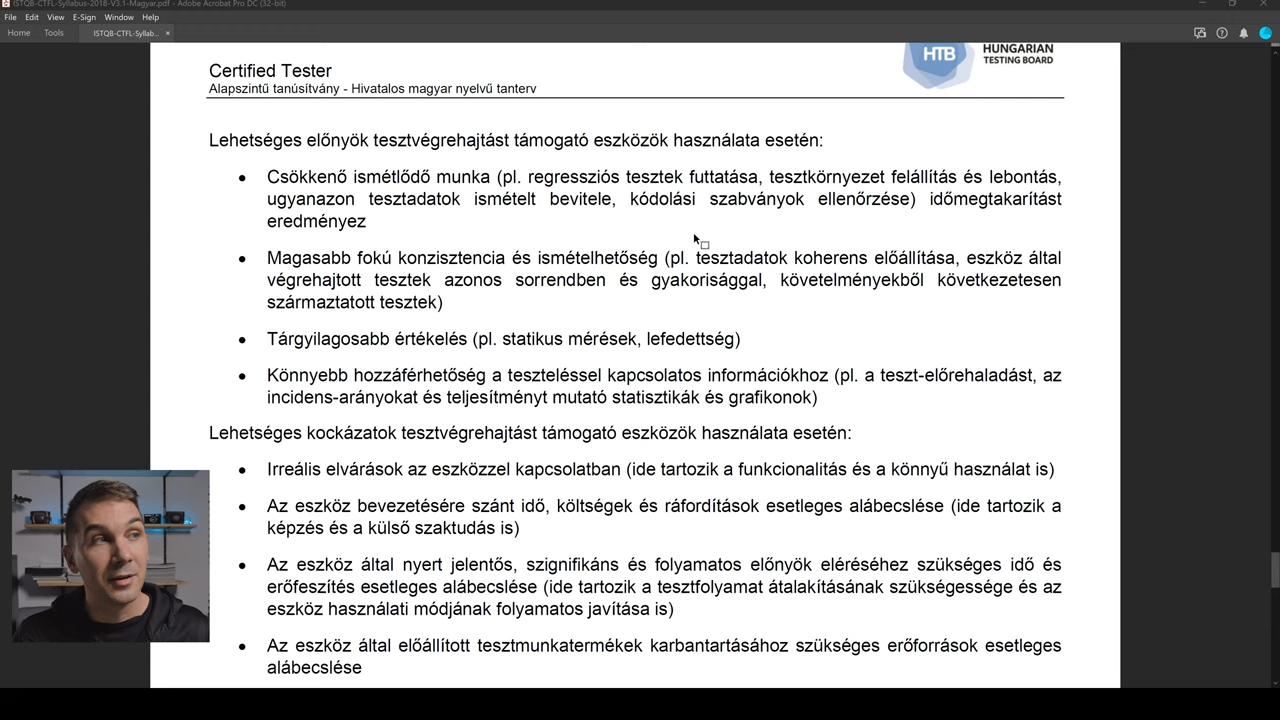 ISTQB-CTFL-Syllabus-2018-V3.1-Magyar.pdf - Adobe Acrobat Pro DC (32-bit)
File Edit View E-Sign Window Help
Home Tools ISTQB-CTFL-Syllab... ×
HTB HUNGARIAN
TESTING BOARD
Certified Tester
Alapszintű tanúsítvány - Hivatalos magyar nyelvű tanterv
Lehetséges előnyök tesztvégrehajtást támogató eszközök használata esetén:
• Csökkenő ismétlődő munka (pl. regressziós tesztek futtatása, tesztkörnyezet felállítás és lebontás,
ugyanazon tesztadatok ismételt bevitele, kódolási szabványok ellenőrzése) időmegtakarítást
eredményez
• Magasabb fokú konzisztencia és ismételhetőség (pl. tesztadatok koherens előállítása, eszköz által
végrehajtott tesztek azonos sorrendben és gyakorisággal, követelményekből következetesen
származtatott tesztek)
• Tárgyilagosabb értékelés (pl. statikus mérések, lefedettség)
• Könnyebb hozzáférhetőség a teszteléssel kapcsolatos információkhoz (pl. a teszt-előrehaladást, az
incidens-arányokat és teljesítményt mutató statisztikák és grafikonok)
Lehetséges kockázatok tesztvégrehajtást támogató eszközök használata esetén:
• Irreális elvárások az eszközzel kapcsolatban (ide tartozik a funkcionalitás és a könnyű használat is)
• Az eszköz bevezetésére szánt idő, költségek és ráfordítások esetleges alábecslése (ide tartozik a
képzés és a külső szaktudás is)
• Az eszköz által nyert jelentős, szignifikáns és folyamatos előnyök eléréséhez szükséges idő és
erőfeszítés esetleges alábecslése (ide tartozik a tesztfolyamat átalakításának szükségessége és az
eszköz használati módjának folyamatos javítása is)
• Az eszköz által előállított tesztmunkatermékek karbantartásához szükséges erőforrások esetleges
alábecslése